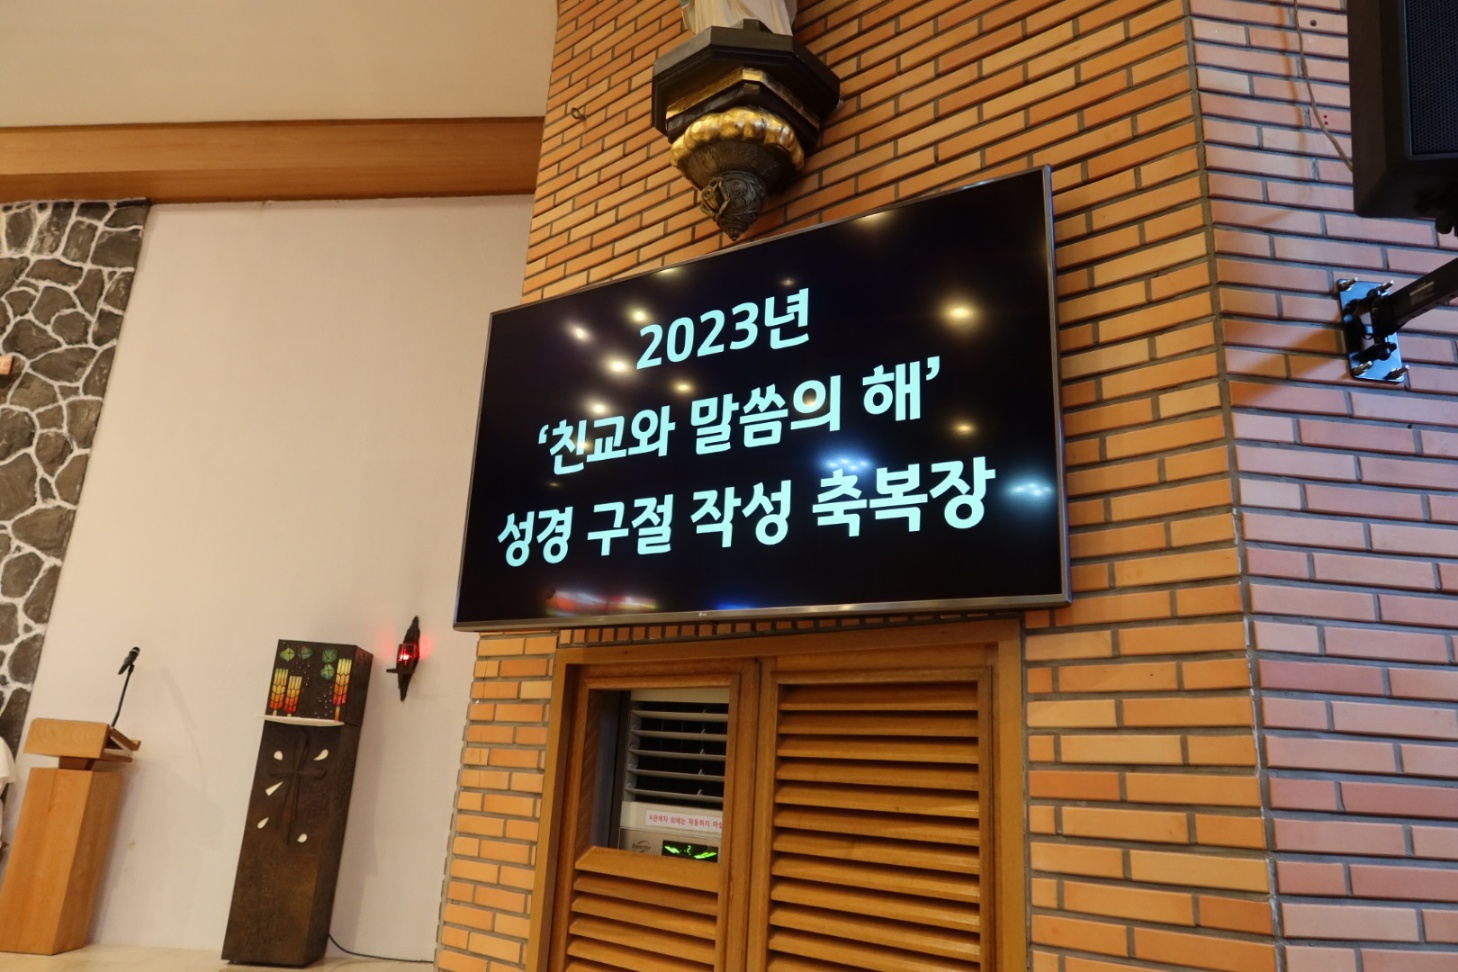 2023년
‘친교와 말씀의 해’
성경 구절 작성 축복장